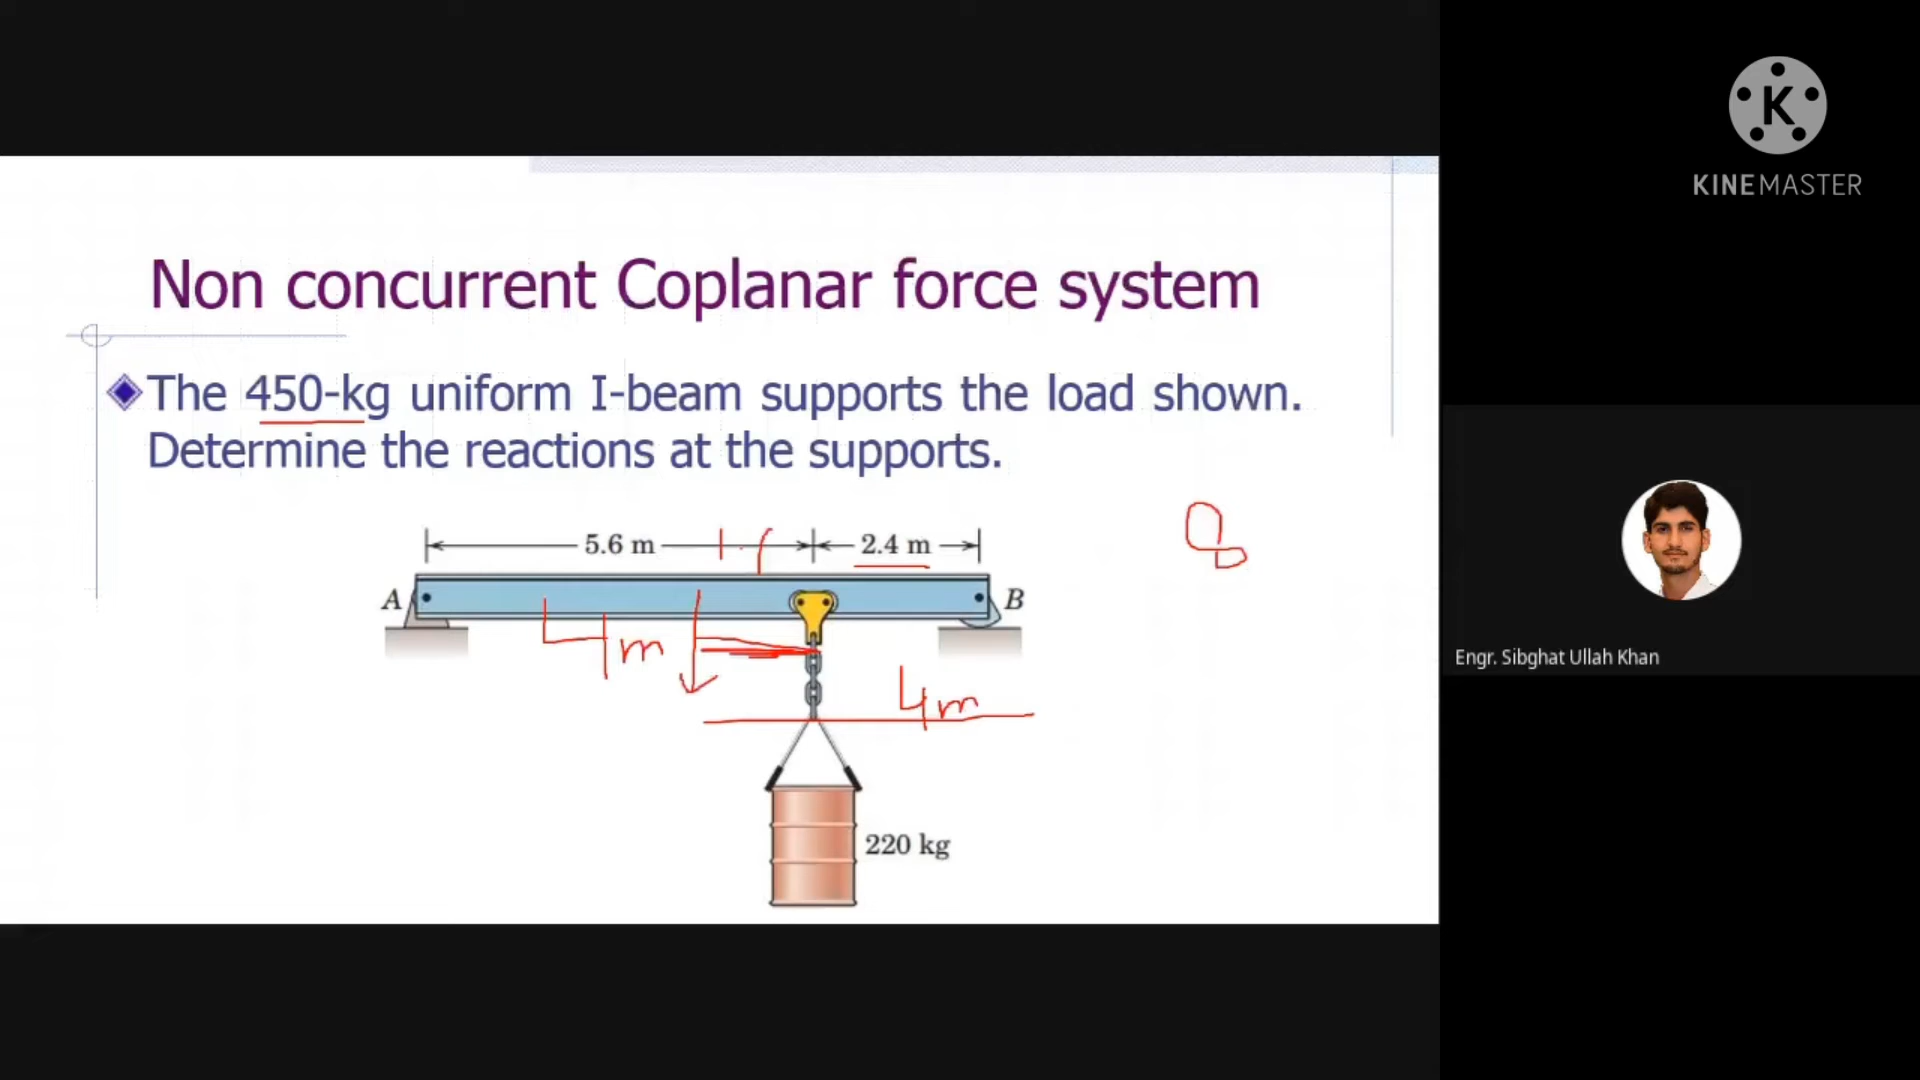 K
KINEMASTER
Non concurrent Coplanar force system
The 450-kg uniform I-beam supports the load shown.
Determine the reactions at the supports.
5.6 m
2.4 m
8
A
B
4m
4m
220 kg
Engr. Sibghat Ullah Khan